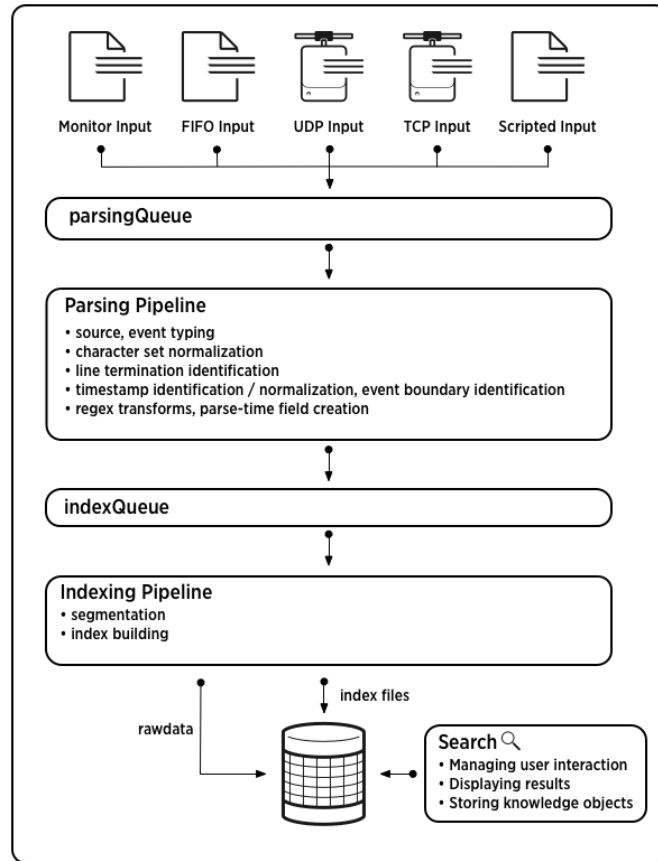 Monitor Input
FIFO Input
UDP Input
TCP Input
Scripted Input
parsingQueue
Parsing Pipeline
• source, event typing
• character set normalization
• line termination identification
• timestamp identification / normalization, event boundary identification
• regex transforms, parse-time field creation
indexQueue
Indexing Pipeline
• segmentation
• index building
index files
rawdata
Search
• Managing user interaction
• Displaying results
• Storing knowledge objects